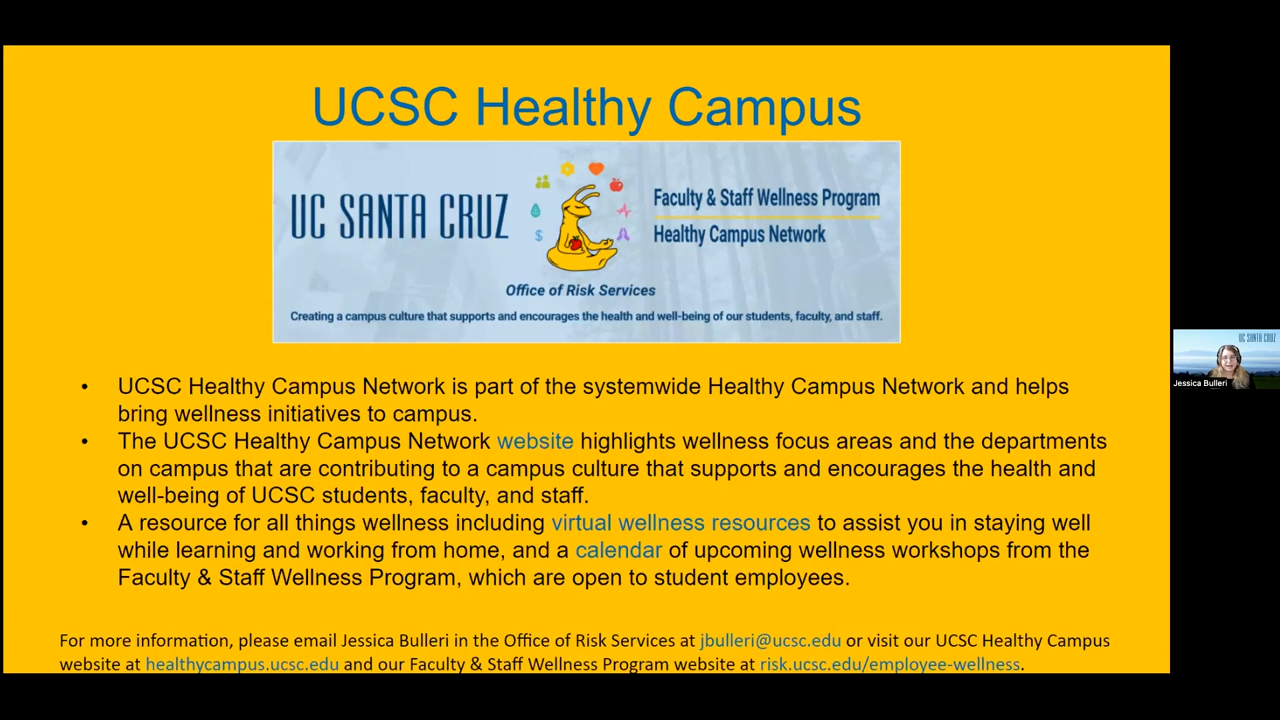 UCSC Healthy Campus
UC SANTA CRUZ
Faculty & Staff Wellness Program
Healthy Campus Network
$
Office of Risk Services
Creating a campus culture that supports and encourages the health and well-being of our students, faculty, and staff.
• UCSC Healthy Campus Network is part of the systemwide Healthy Campus Network and helps
bring wellness initiatives to campus.
• The UCSC Healthy Campus Network website highlights wellness focus areas and the departments
on campus that are contributing to a campus culture that supports and encourages the health and
well-being of UCSC students, faculty, and staff.
• A resource for all things wellness including virtual wellness resources to assist you in staying well
while learning and working from home, and a calendar of upcoming wellness workshops from the
Faculty & Staff Wellness Program, which are open to student employees.
For more information, please email Jessica Bulleri in the Office of Risk Services at jbulleri@ucsc.edu or visit our UCSC Healthy Campus
website at healthycampus.ucsc.edu and our Faculty & Staff Wellness Program website at risk.ucsc.edu/employee-wellness.
UC SANTA CRUZ
Jessica Bulleri